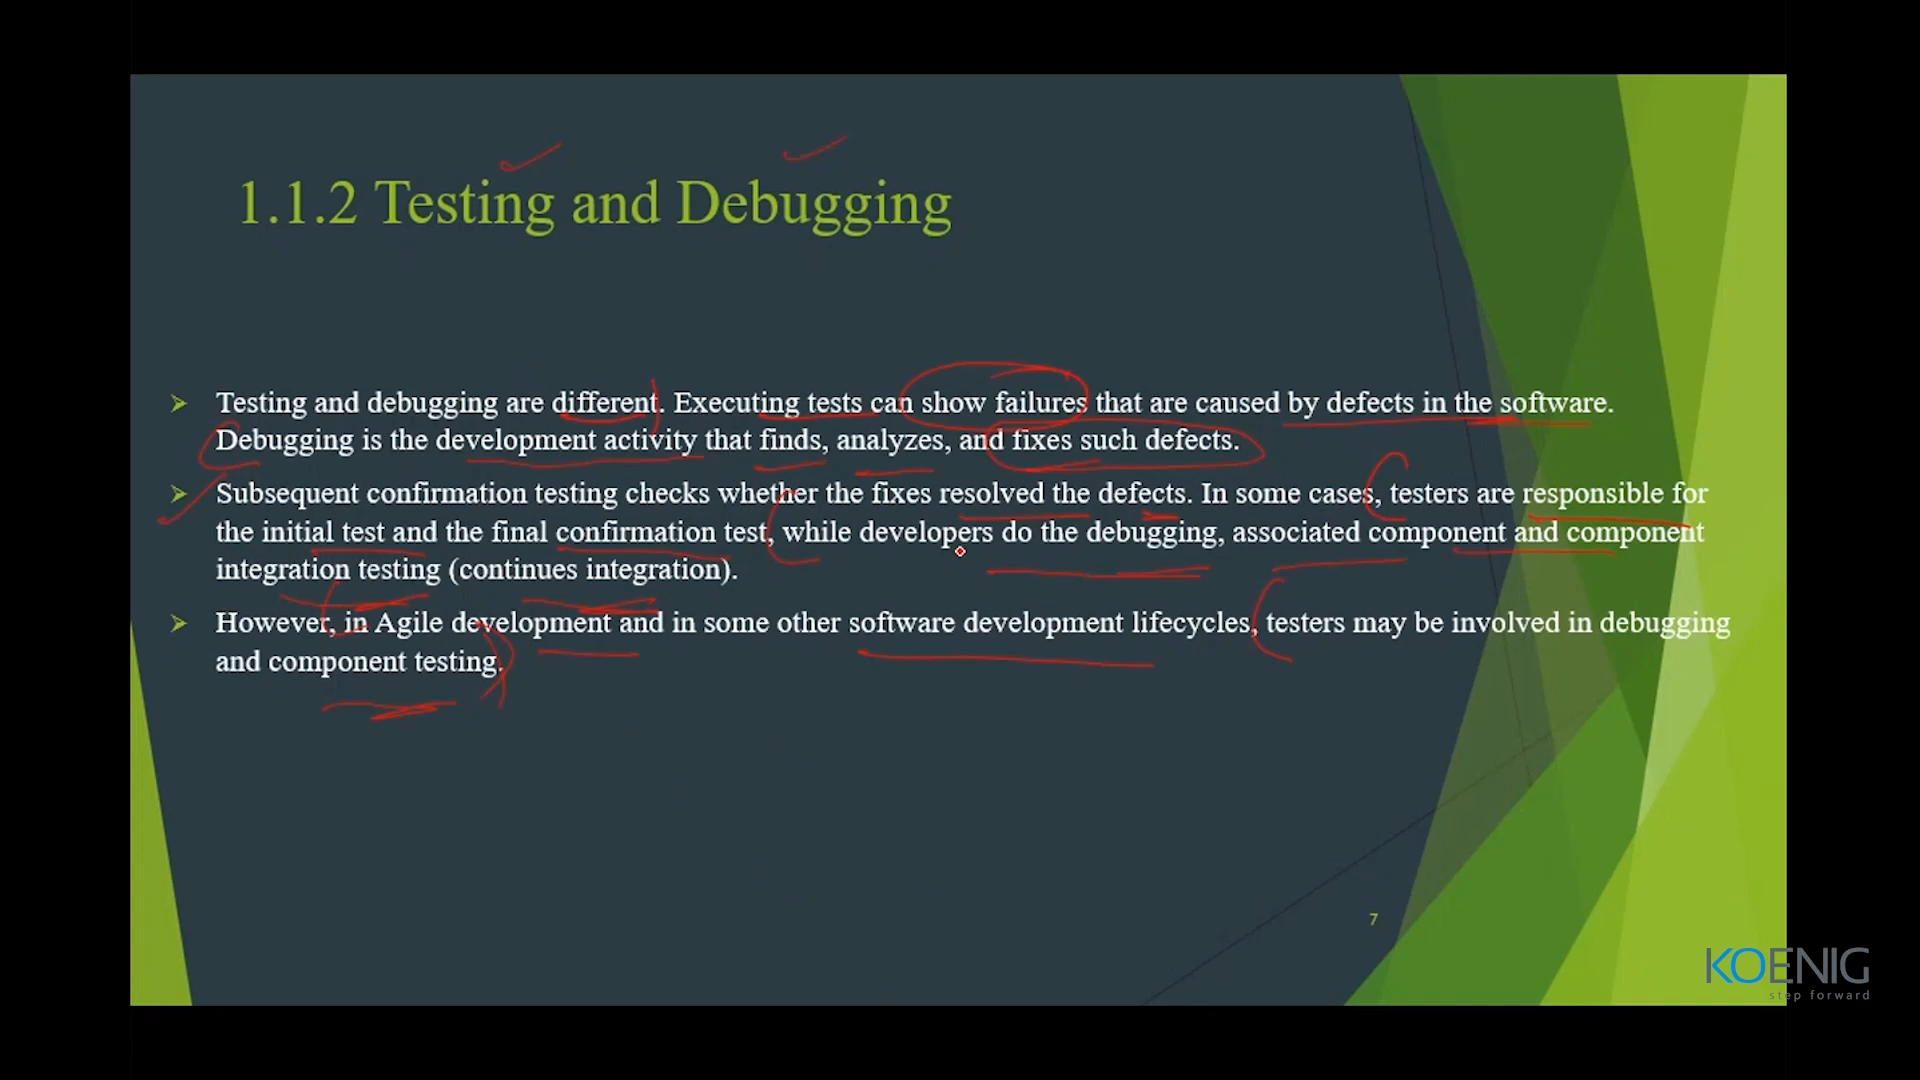 1.1.2 Testing and Debugging
Testing and debugging are different. Executing tests can show failures that are caused by defects in the software.
Debugging is the development activity that finds, analyzes, and fixes such defects.
Subsequent confirmation testing checks whether the fixes resolved the defects. In some cases, testers are responsible for
the initial test and the final confirmation test, while developers do the debugging, associated component and component
integration testing (continues integration).
However, in Agile development and in some other software development lifecycles, testers may be involved in debugging
and component testing.
7
KOENIG
step forward